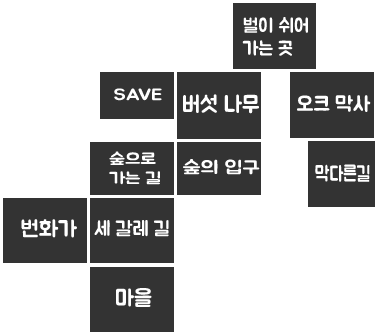 벌이 쉬어
가는 곳
SAVE
버섯 나무
오크 막사
숲으로
가는 길
숲의 입구
막다른길
번화가
세 갈레 길
마을